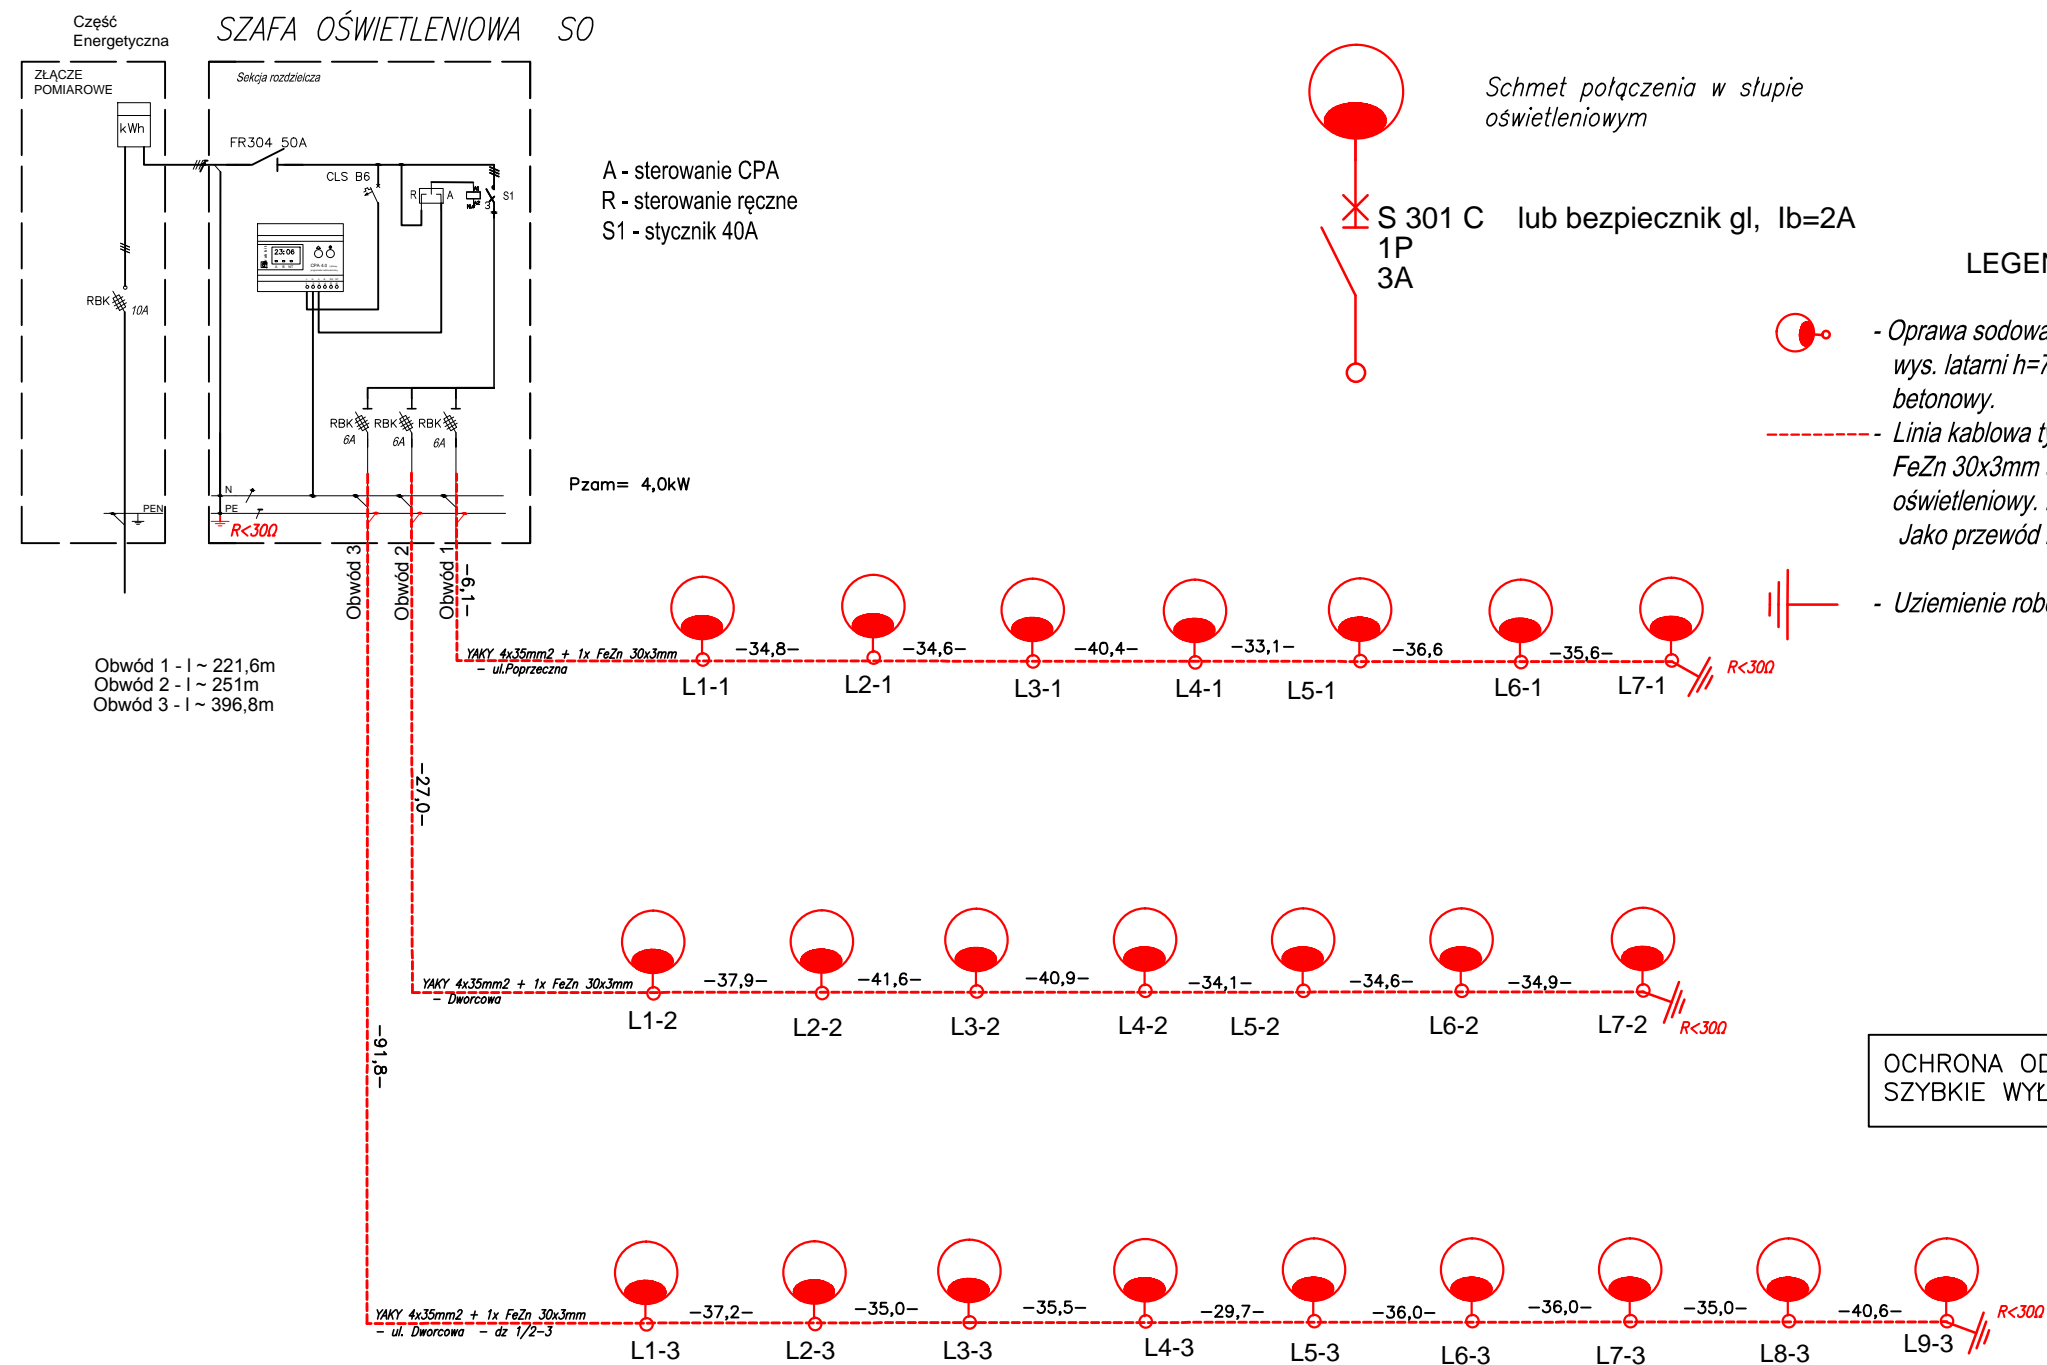 Część
Energetyczna
SZAFA OŚWIETLENIOWA SO
ZŁĄCZE
POMIAROWE
Sekcja rozdzielcza
kWh
FR304 50A
CLS B6
R
A
S1
23:06
RBK
10A
A - sterowanie CPA
R - sterowanie ręczne
S1 - stycznik 40A
Schmet połączenia w słupie
oświetleniowym
S 301 C lub bezpiecznik gl, Ib=2A
1P
3A
LEGEN
- Oprawa sodowa
wys. latarni h=7
betonowy.
- Linia kablowa ty
FeZn 30x3mm
oświetleniowy.
Jako przewód
- Uziemienie robo
RBK
6A
RBK
6A
RBK
6A
Pzam= 4,0kW
N
PE
PEN
R<30Ω
Obwód 3
Obwód 2
Obwód 1
-6,1-
Obwód 1 - l ~ 221,6m
Obwód 2 - l ~ 251m
Obwód 3 - l ~ 396,8m
YAKY 4x35mm2 + 1x FeZn 30x3mm
- ul.Poprzeczna
-34,8-
-34,6-
-40,4-
-33,1-
-36,6
-35,6-
R<30Ω
L1-1
L2-1
L3-1
L4-1
L5-1
L6-1
L7-1
-27,0-
YAKY 4x35mm2 + 1x FeZn 30x3mm
- Dworcowa
-37,9-
-41,6-
-40,9-
-34,1-
-34,6-
-34,9-
R<30Ω
L1-2
L2-2
L3-2
L4-2
L5-2
L6-2
L7-2
OCHRONA OD
SZYBKIE WYŁ
-91,8-
YAKY 4x35mm2 + 1x FeZn 30x3mm
- ul. Dworcowa - dz 1/2-3
-37,2-
-35,0-
-35,5-
-29,7-
-36,0-
-36,0-
-35,0-
-40,6-
R<30Ω
L1-3
L2-3
L3-3
L4-3
L5-3
L6-3
L7-3
L8-3
L9-3